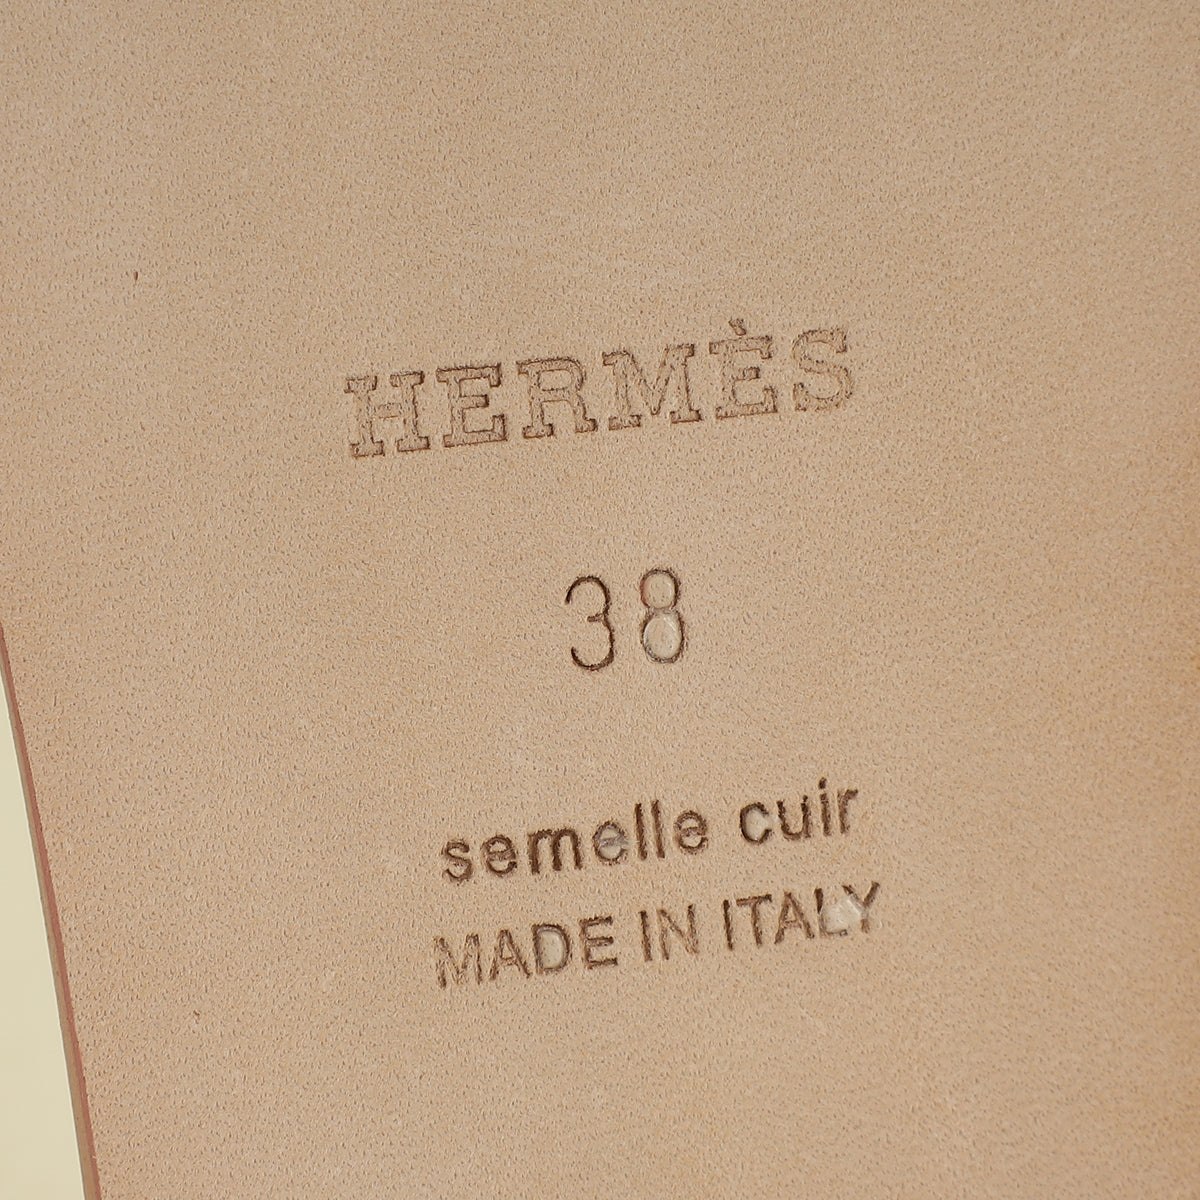 HERMÈS
38
semelle cuir
MADE IN ITALY